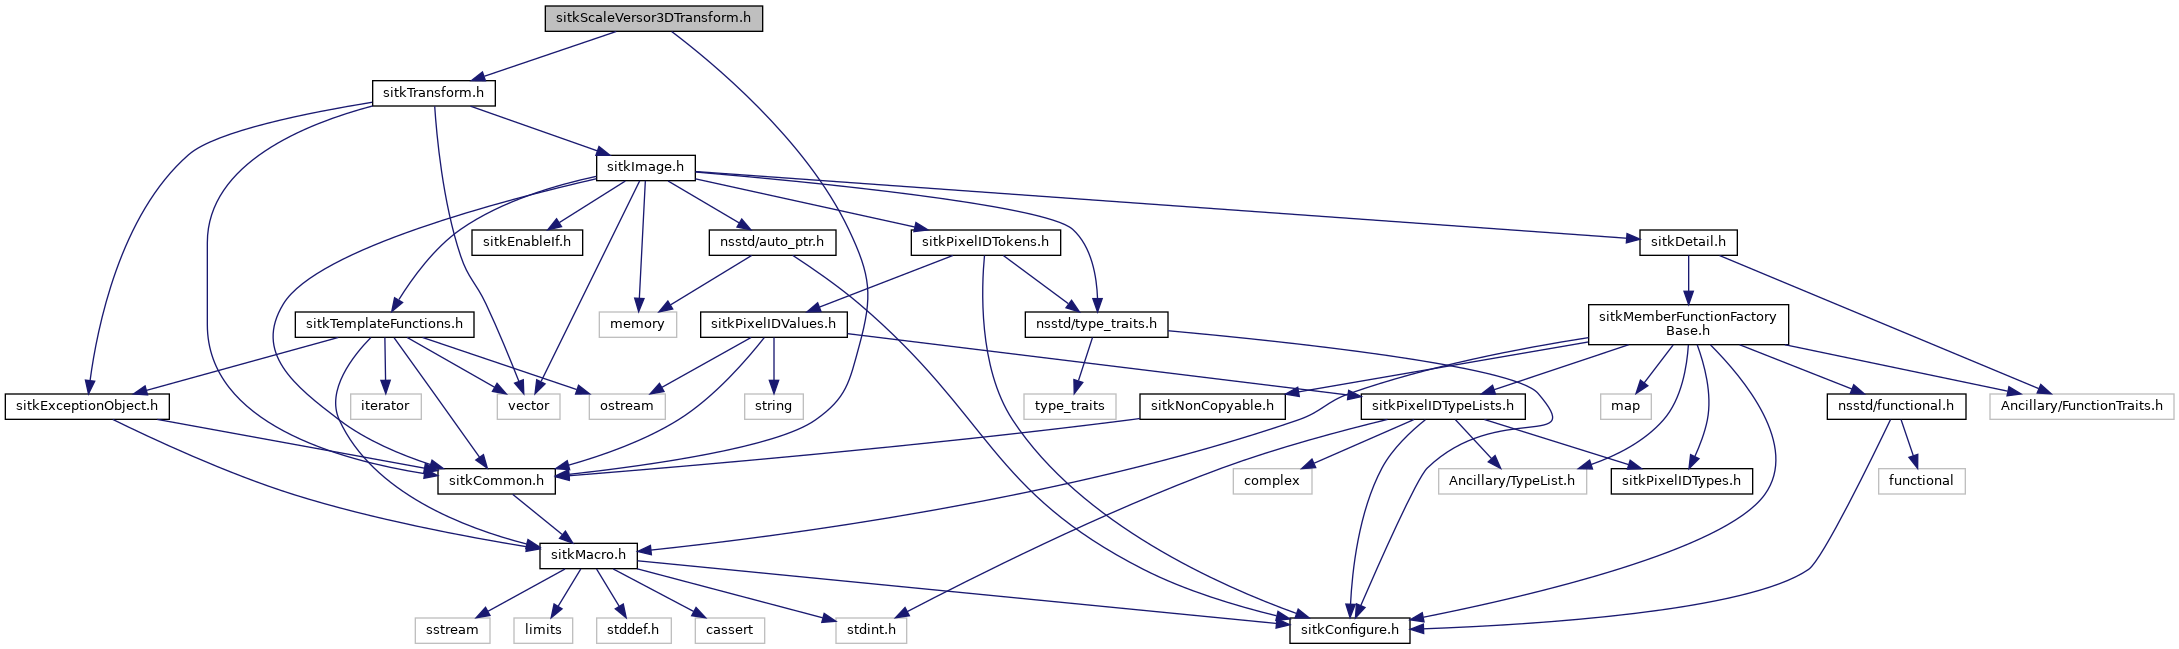 sitkScaleVersor3DTransform.h
sitkTransform.h
sitkImage.h
sitkEnableIf.h
nsstd/auto_ptr.h
sitkPixelIDTokens.h
sitkDetail.h
sitkTemplateFunctions.h
memory
sitkPixelIDValues.h
nsstd/type_traits.h
sitkMemberFunctionFactory
Base.h
sitkExceptionObject.h
iterator
vector
ostream
string
type_traits
sitkNonCopyable.h
sitkPixelIDTypeLists.h
map
nsstd/functional.h
Ancillary/FunctionTraits.h
sitkCommon.h
complex
Ancillary/TypeList.h
sitkPixelIDTypes.h
functional
sitkMacro.h
sstream
limits
stddef.h
cassert
stdint.h
sitkConfigure.h